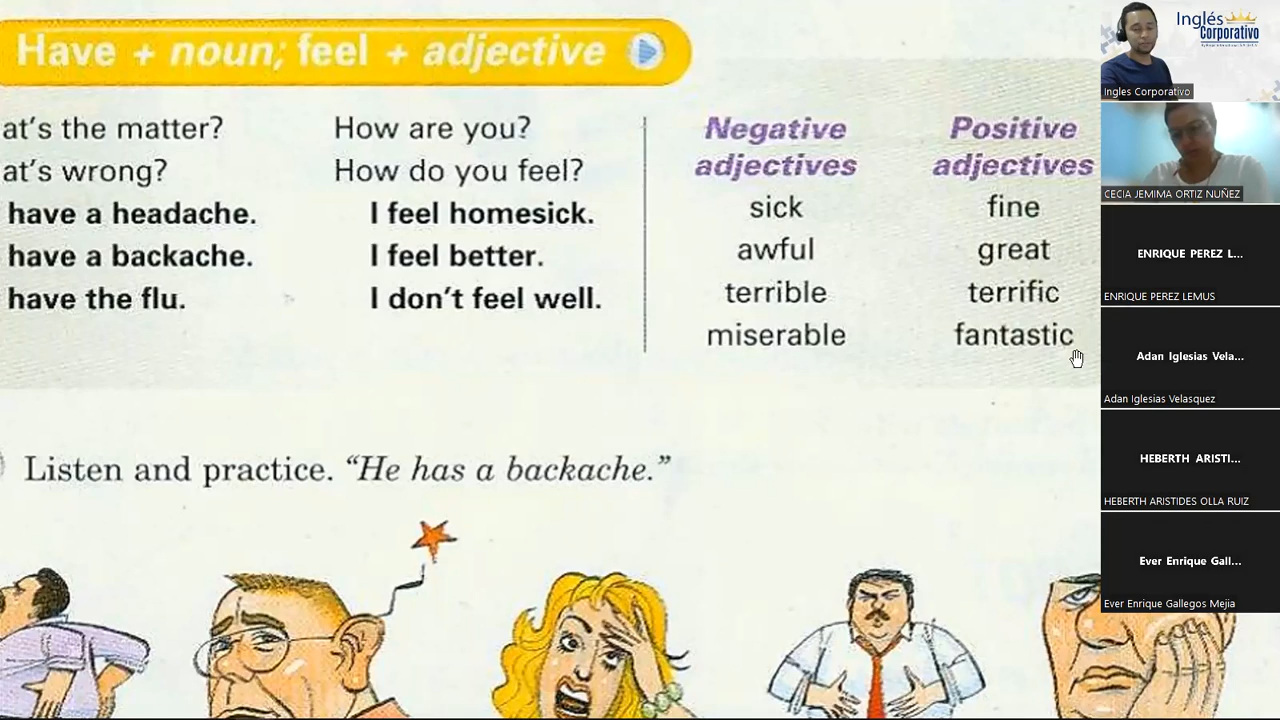 Have + noun; feel + adjective
at's the matter?
at's wrong?
have a headache.
have a backache.
have the flu.
How are you?
How do you feel?
I feel homesick.
I feel better.
I don't feel well.
Negative
adjectives
sick
awful
terrible
miserable
Positive
adjectives
fine
great
terrific
fantastic
Listen and practice. “He has a backache.”
Inglés
Corporativo
Ingles Corporativo
CECIA JEMIMA ORTIZ NUÑEZ
ENRIQUE PEREZ L...
ENRIQUE PEREZ LEMUS
Adan Iglesias Vela...
Adan Iglesias Velasquez
HEBERTH ARISTI...
HEBERTH ARISTIDES OLLA RUIZ
Ever Enrique Gall...
Ever Enrique Gallegos Mejia